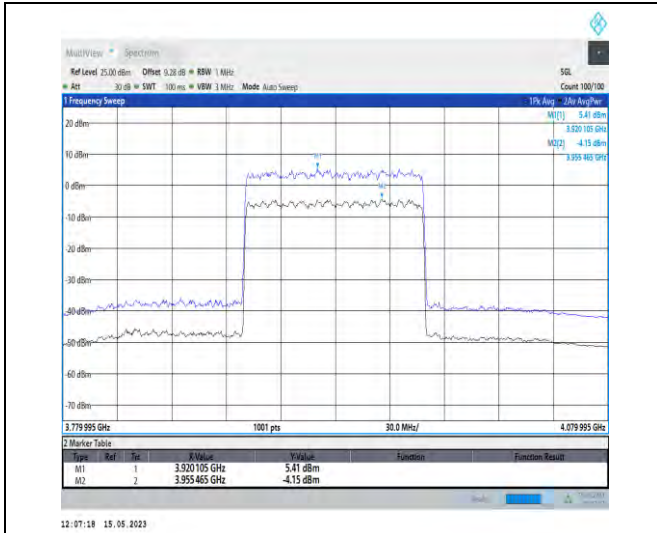 MultiView Spectrum
Ref Level 25.00 dBm Offset 9.28 dB RBW 1 MHz SGL
Att 30 dB SWT 100 ms VBW 3 MHz Mode Auto Sweep Count 100/100
1 Frequency Sweep 1Pk Avg 2Av AvgPwr
M1[1] 5.41 dBm
3.920 105 GHz
M2[2] -4.15 dBm
3.955 465 GHz
20 dBm
10 dBm
M1
0 dBm
M2
-10 dBm
-20 dBm
-30 dBm
-40 dBm
-50 dBm
-60 dBm
-70 dBm
3.779 995 GHz 1001 pts 30.0 MHz/ 4.079 995 GHz
2 Marker Table
Type Ref Trc X-Value Y-Value Function Function Result
M1 1 3.920 105 GHz 5.41 dBm
M2 2 3.955 465 GHz -4.15 dBm
12:07:18 15.05.2023